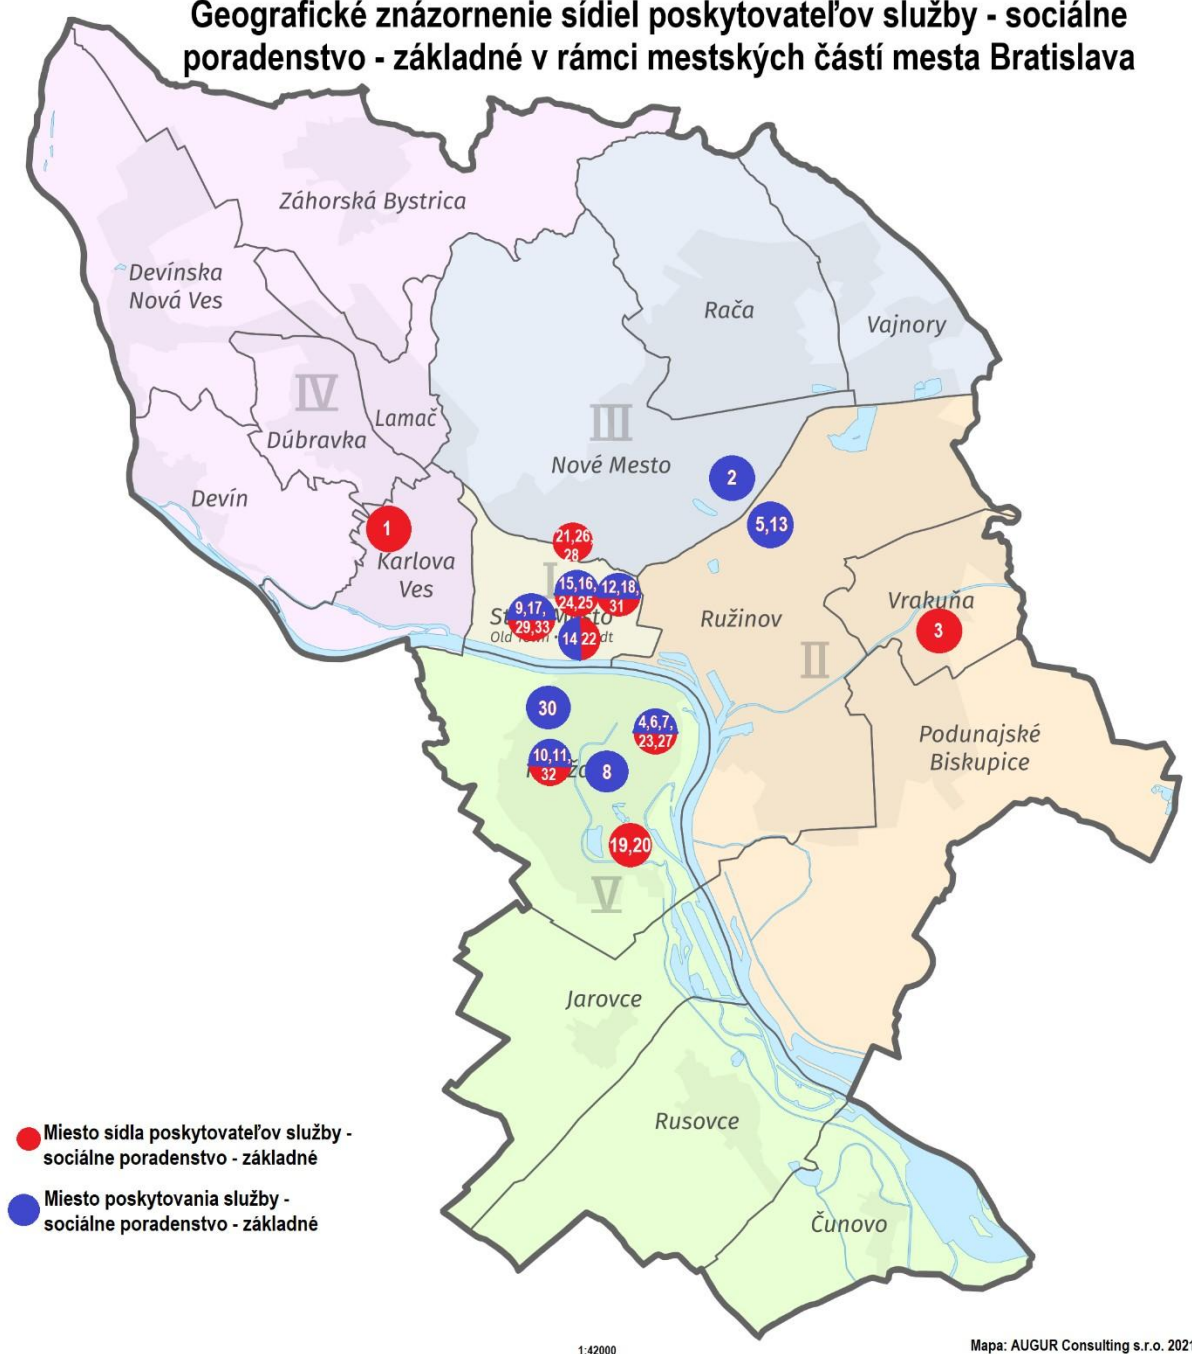 Geografické znázornenie sídiel poskytovateľov služby - sociálne
poradenstvo - základné v rámci mestských částí mesta Bratislava
Záhorská Bystrica
Devínska
Nová Ves
Rača
Vajnory
IV
Lamač
Dúbravka
III
Nové Mesto
Devín
2
1
5,13
21,26,
28
Karlova
Ves
I
15,16,
24,25
12,18,
31
9,17,
29,33
Vrakuňa
Ružinov
3
Old
14
22
II
30
4,6,7,
23,27
Podunajské
Biskupice
10,11,
32
8
19,20
V
Jarovce
Rusovce
Čunovo
Miesto sídla poskytovateľov služby -
sociálne poradenstvo - základné
Miesto poskytovania služby -
sociálne poradenstvo - základné
1:42000
Mapa: AUGUR Consulting s.r.o. 2021